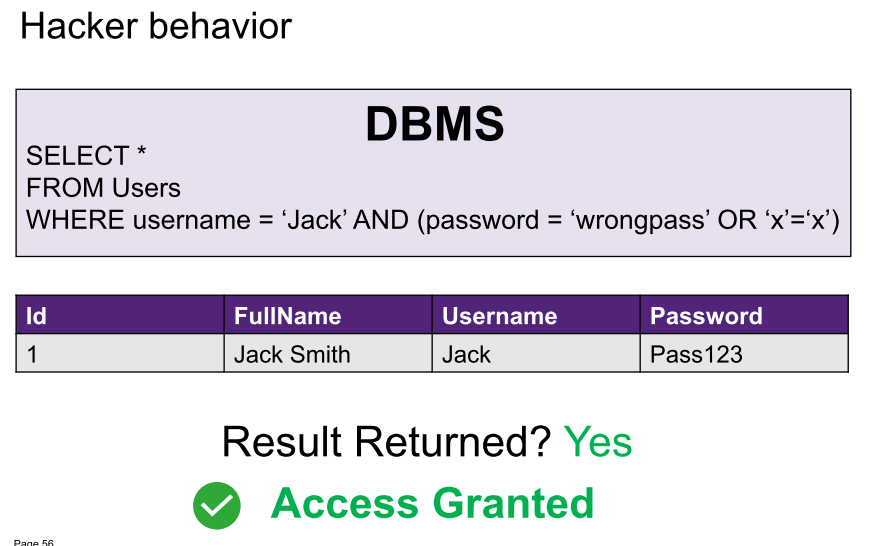 Hacker behavior
DBMS
SELECT *
FROM Users
WHERE username = ‘Jack’ AND (password = ‘wrongpass’ OR ‘x’=‘x’)
Id FullName Username Password
1 Jack Smith Jack Pass123
Result Returned? Yes
Access Granted
Page 56